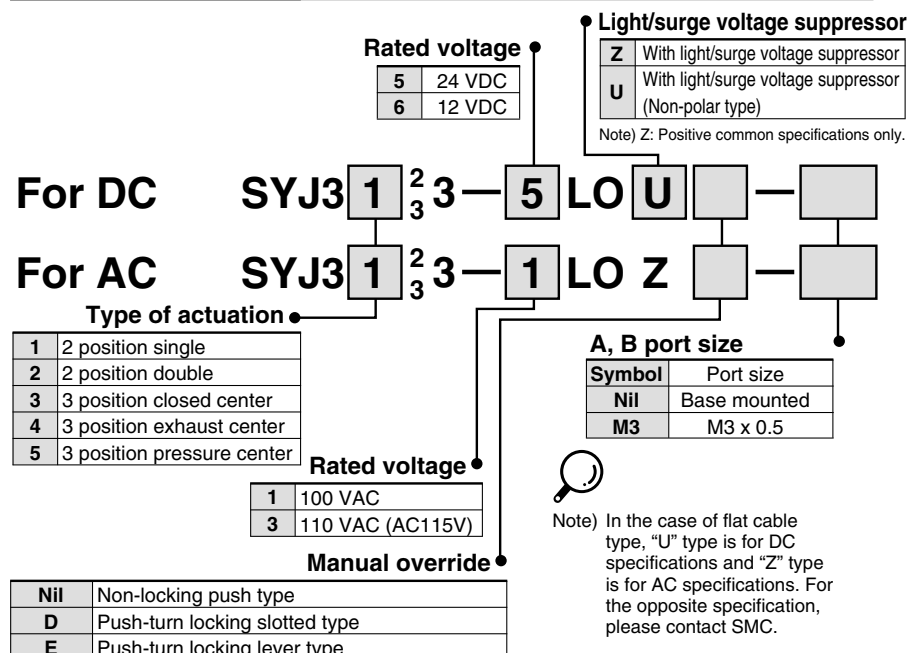 Light/surge voltage suppressor
Z With light/surge voltage suppressor
U With light/surge voltage suppressor
(Non-polar type)
Note) Z: Positive common specifications only.
Rated voltage
5 24 VDC
6 12 VDC
For DC SYJ3 1 2 3 3 — 5 LO U —
For AC SYJ3 1 2 3 3 — 1 LO Z —
Type of actuation
1 2 position single
2 2 position double
3 3 position closed center
4 3 position exhaust center
5 3 position pressure center
A, B port size
Symbol Port size
Nil Base mounted
M3 M3 x 0.5
Rated voltage
1 100 VAC
3 110 VAC (AC115V)
Note) In the case of flat cable
type, “U” type is for DC
specifications and “Z” type
is for AC specifications. For
the opposite specification,
please contact SMC.
Manual override
Nil Non-locking push type
D Push-turn locking slotted type
E Push-turn locking lever type